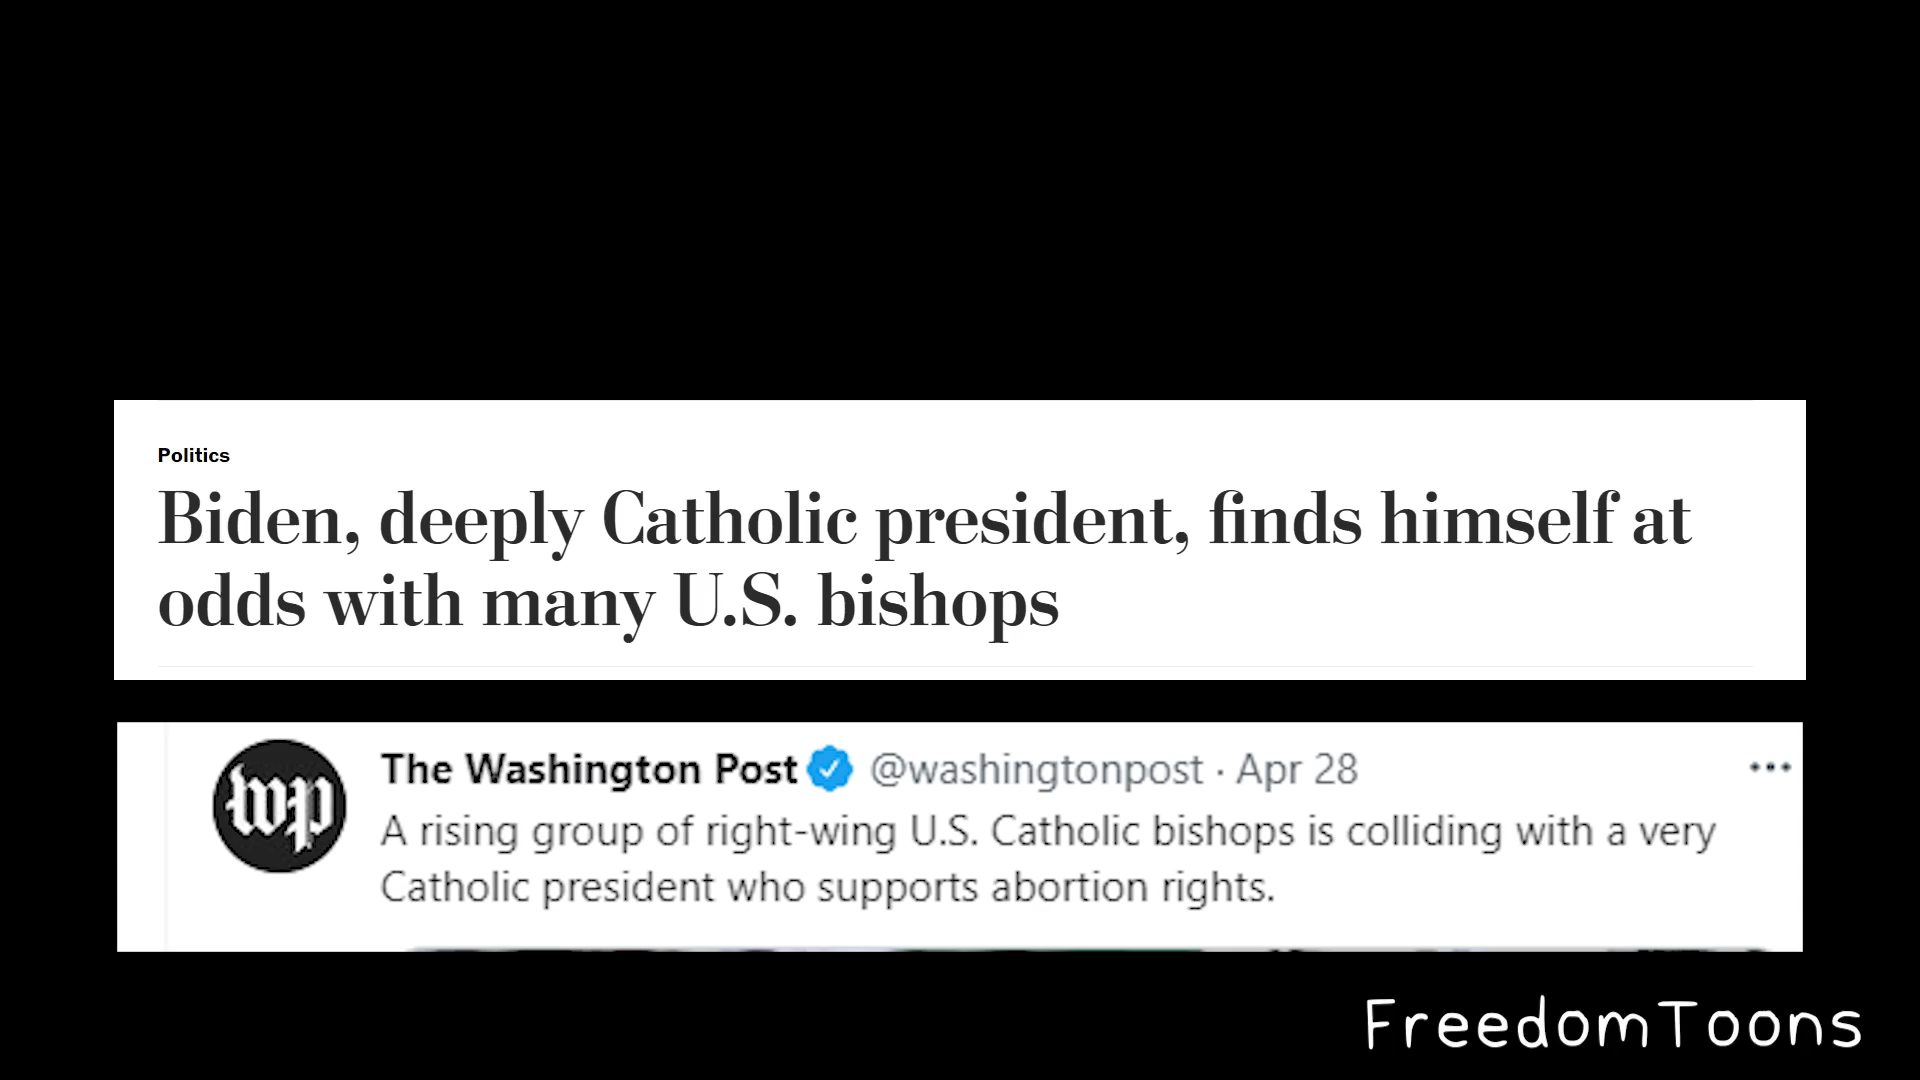 Politics
Biden, deeply Catholic president, finds himself at
odds with many U.S. bishops
wp
The Washington Post @washingtonpost · Apr 28
A rising group of right-wing U.S. Catholic bishops is colliding with a very
Catholic president who supports abortion rights.
FreedomToons